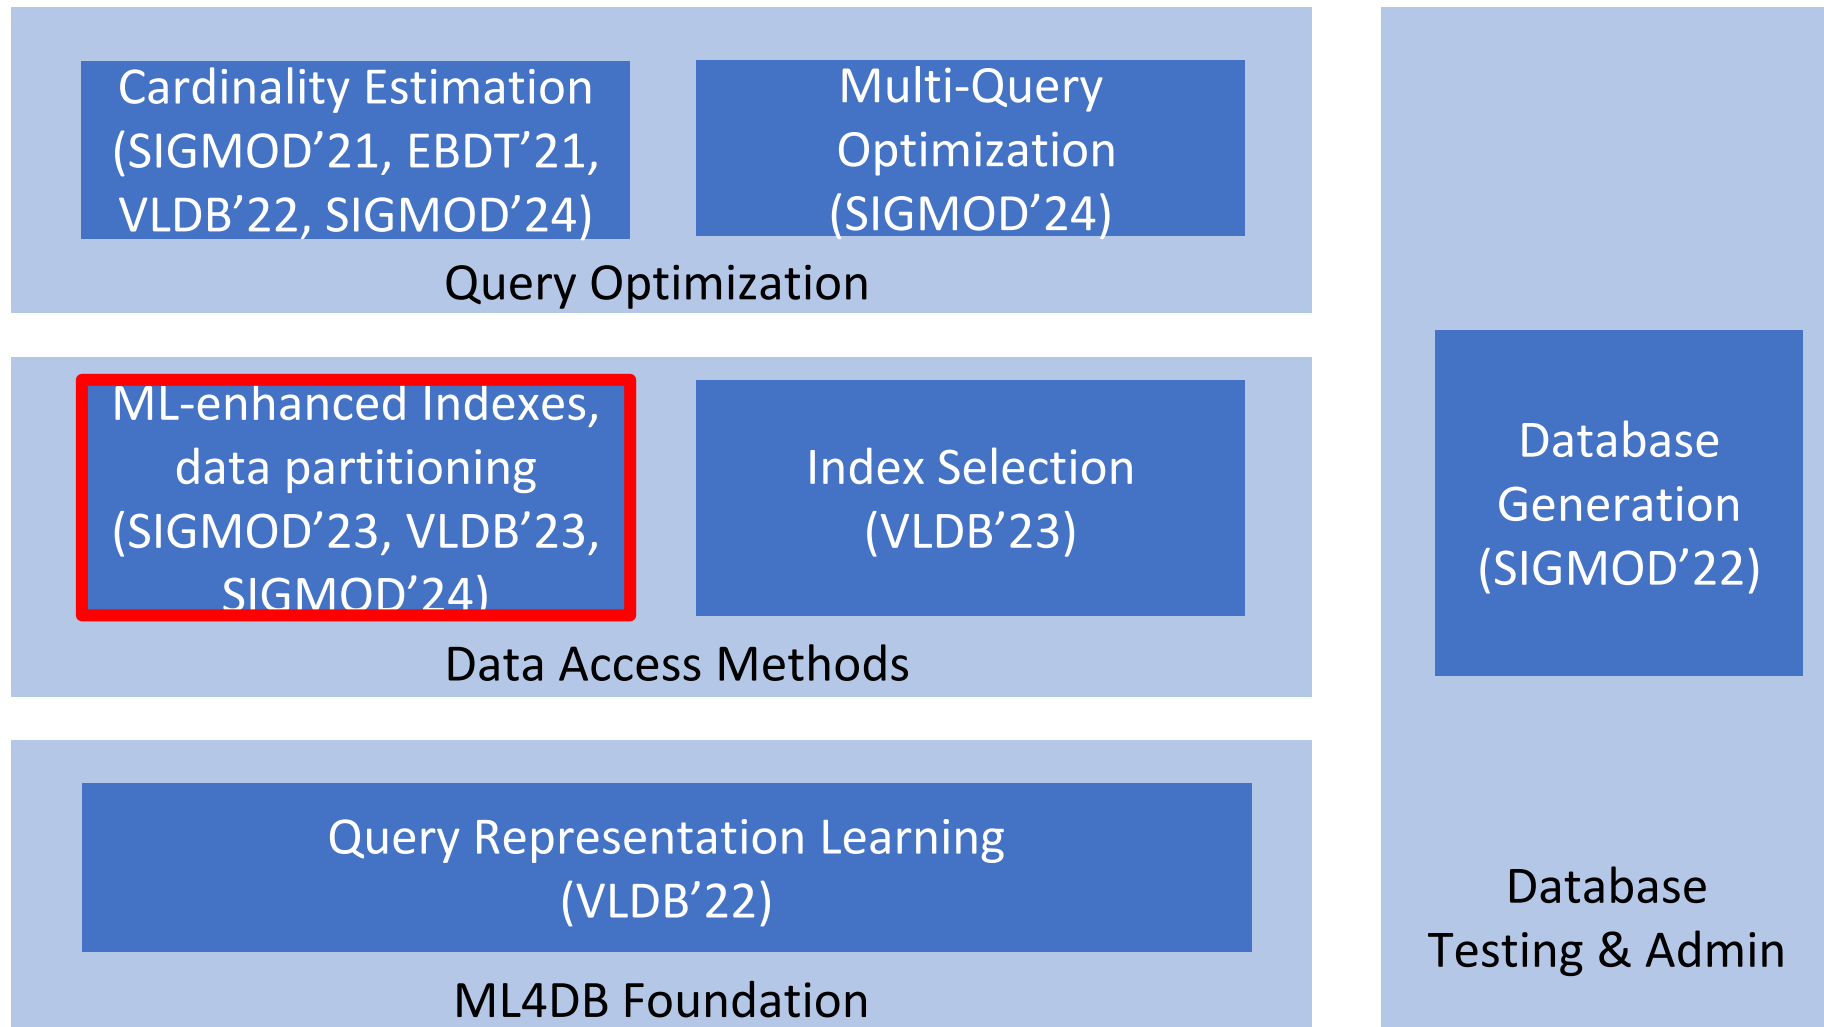 Cardinality Estimation
(SIGMOD’21, EBDT’21,
VLDB’22, SIGMOD’24)
Multi-Query
Optimization
(SIGMOD’24)
Query Optimization
ML-enhanced Indexes,
data partitioning
(SIGMOD’23, VLDB’23,
SIGMOD’24)
Index Selection
(VLDB’23)
Data Access Methods
Query Representation Learning
(VLDB’22)
ML4DB Foundation
Database
Generation
(SIGMOD’22)
Database
Testing & Admin